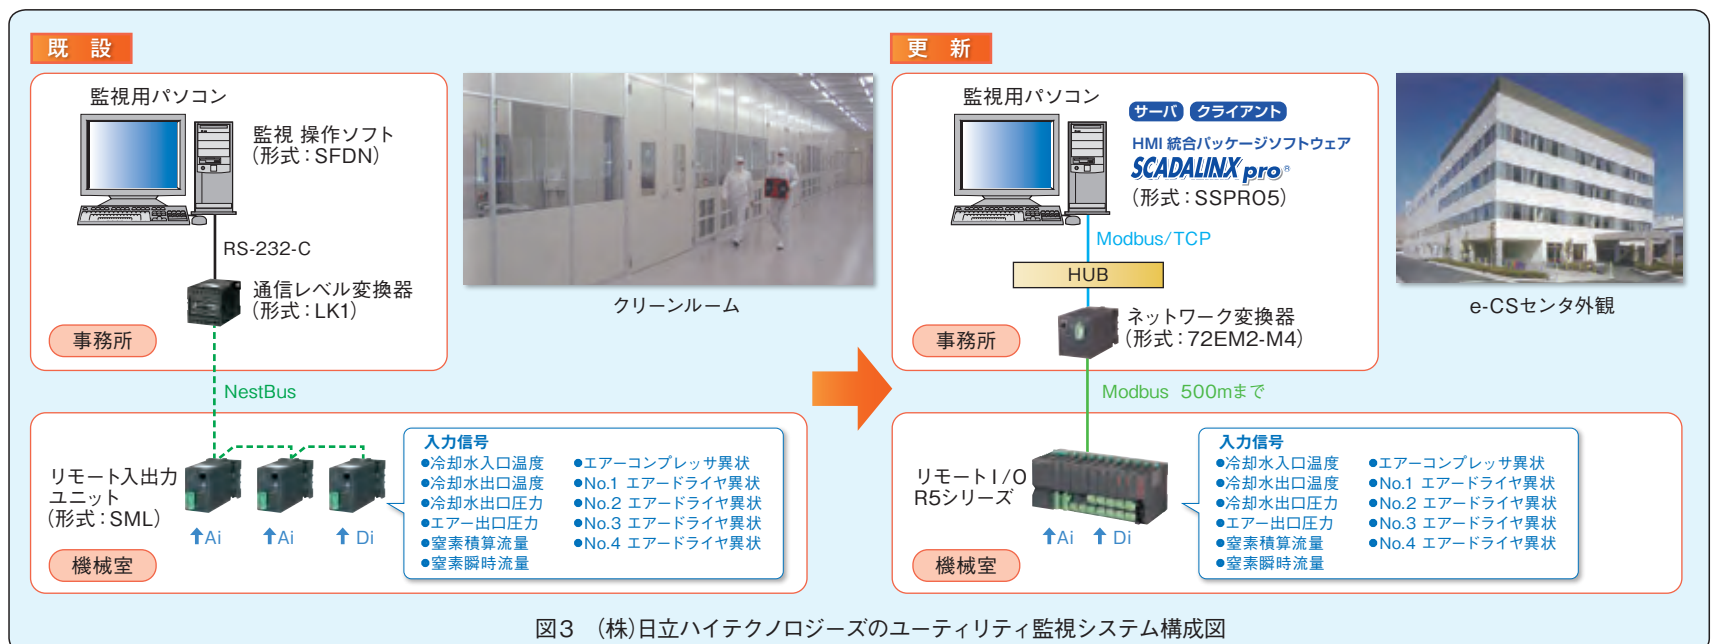 既設
監視用パソコン
監視 操作ソフト
(形式：SFDN)
RS-232-C
通信レベル変換器
(形式：LK1)
事務所
クリーンルーム
NestBus
リモート入出力
ユニット
(形式：SML)
Ai
Ai
Di
機械室
入力信号
●冷却水入口温度
●冷却水出口温度
●冷却水出口圧力
●エアー出口圧力
●窒素積算流量
●窒素瞬時流量
●エアーコンプレッサ異状
●No.1 エアードライヤ異状
●No.2 エアードライヤ異状
●No.3 エアードライヤ異状
●No.4 エアードライヤ異状
更新
監視用パソコン
サーバ クライアント
HMI 統合パッケージソフトウェア
SCADALINX pro®
(形式：SSPRO5)
Modbus/TCP
HUB
ネットワーク変換器
(形式：72EM2-M4)
事務所
e-CSセンタ外観
Modbus 500mまで
リモートI/O
R5シリーズ
Ai
Di
機械室
入力信号
●冷却水入口温度
●冷却水出口温度
●冷却水出口圧力
●エアー出口圧力
●窒素積算流量
●窒素瞬時流量
●エアーコンプレッサ異状
●No.1 エアードライヤ異状
●No.2 エアードライヤ異状
●No.3 エアードライヤ異状
●No.4 エアードライヤ異状
図3 (株)日立ハイテクノロジーズのユーティリティ監視システム構成図